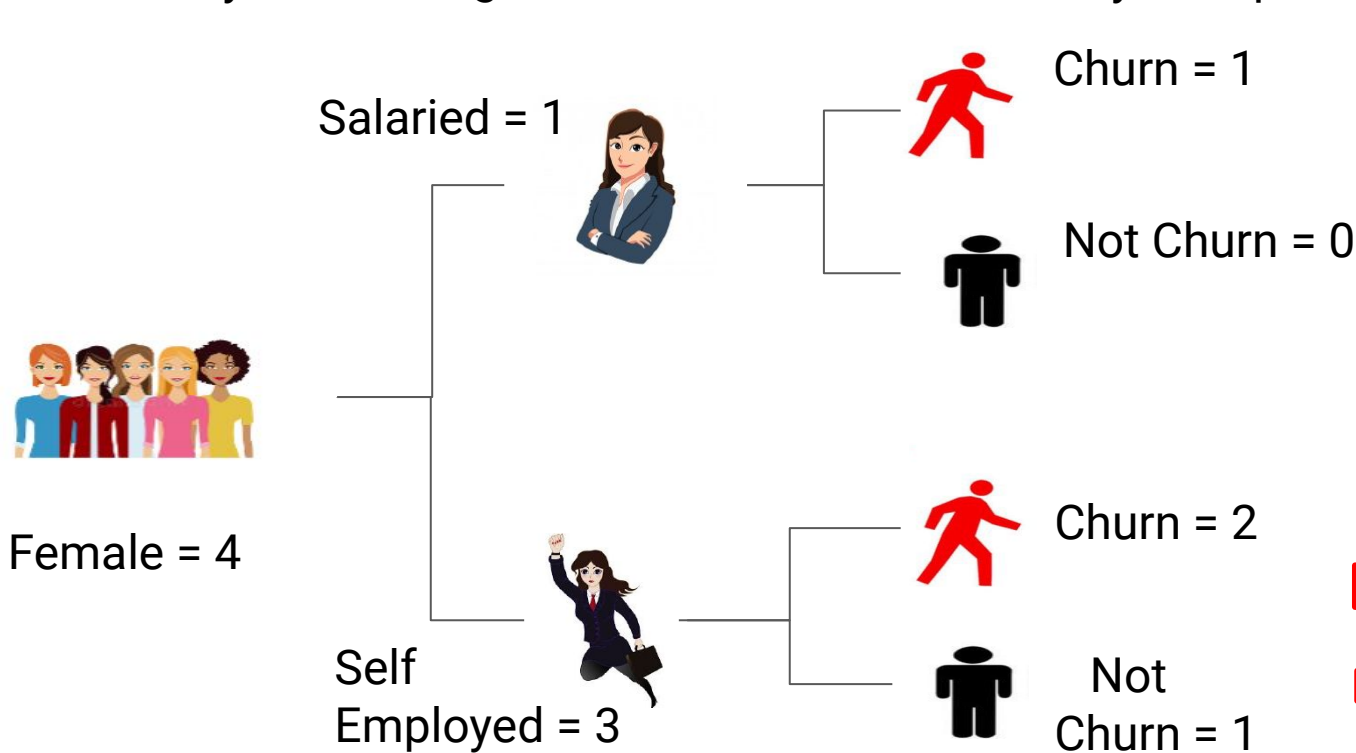 Salaried = 1
Churn = 1
Not Churn = 0
Female = 4
Self
Employed = 3
Churn = 2
Not
Churn = 1